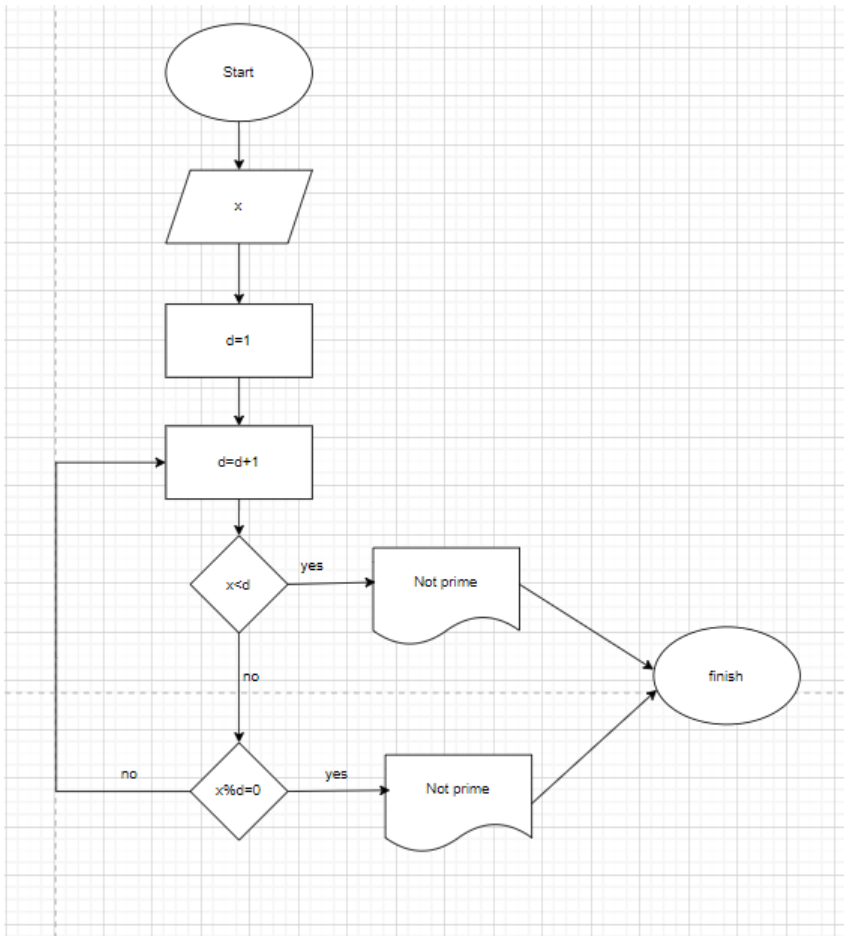 Start
x
d=1
d=d+1
x<d
yes
Not prime
no
finish
no
x%d=0
yes
Not prime